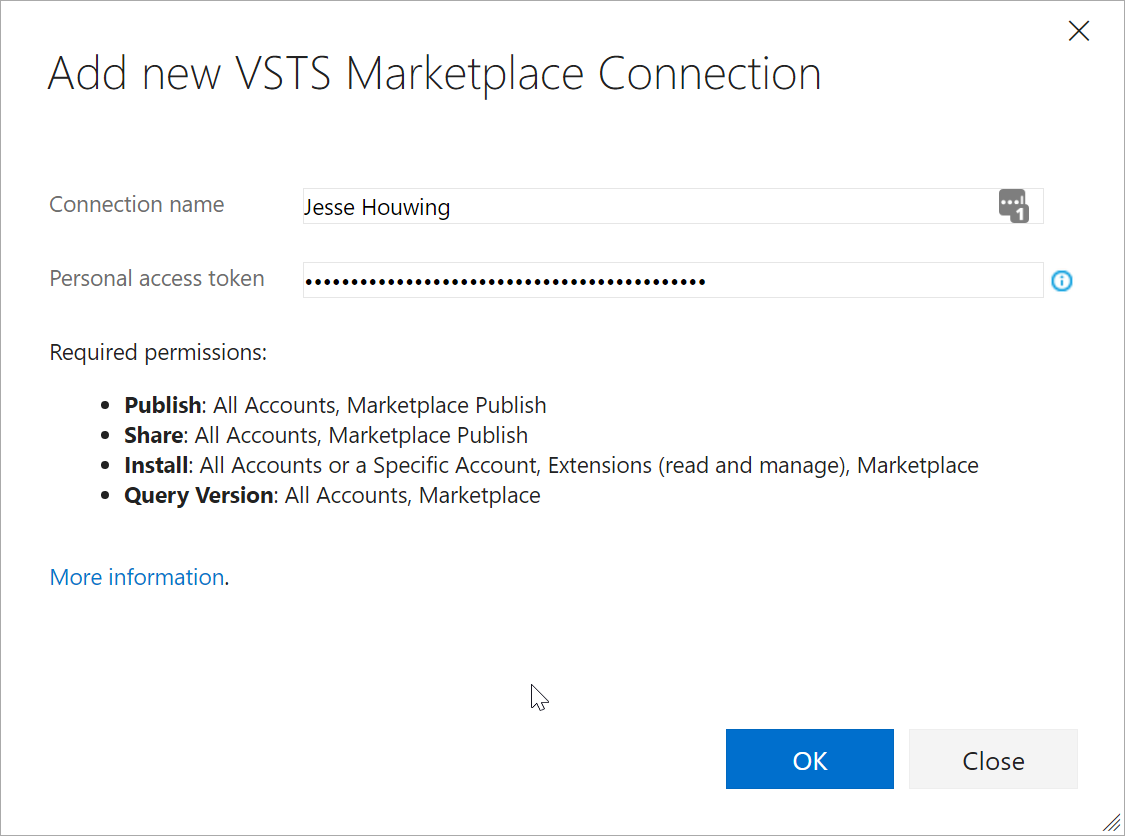 Add new VSTS Marketplace Connection
Connection name
Jesse Houwing
1
Personal access token
••••••••••••••••••••••••••••••••••••••••••••
Required permissions:
• Publish: All Accounts, Marketplace Publish
• Share: All Accounts, Marketplace Publish
• Install: All Accounts or a Specific Account, Extensions (read and manage), Marketplace
• Query Version: All Accounts, Marketplace
More information.
OK
Close